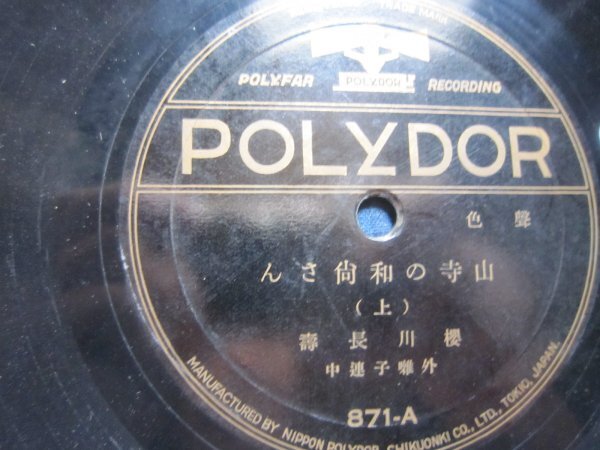 TRADE MARK
POLYFAR POLYDOR RECORDING
POLYDOR
聲色
山寺の和尙さん
(上)
櫻川長壽
外囃子連中
871-A
MANUFACTURED BY NIPPON POLYDOR CHIKUONKI CO., LTD., TOKIO, JAPAN.